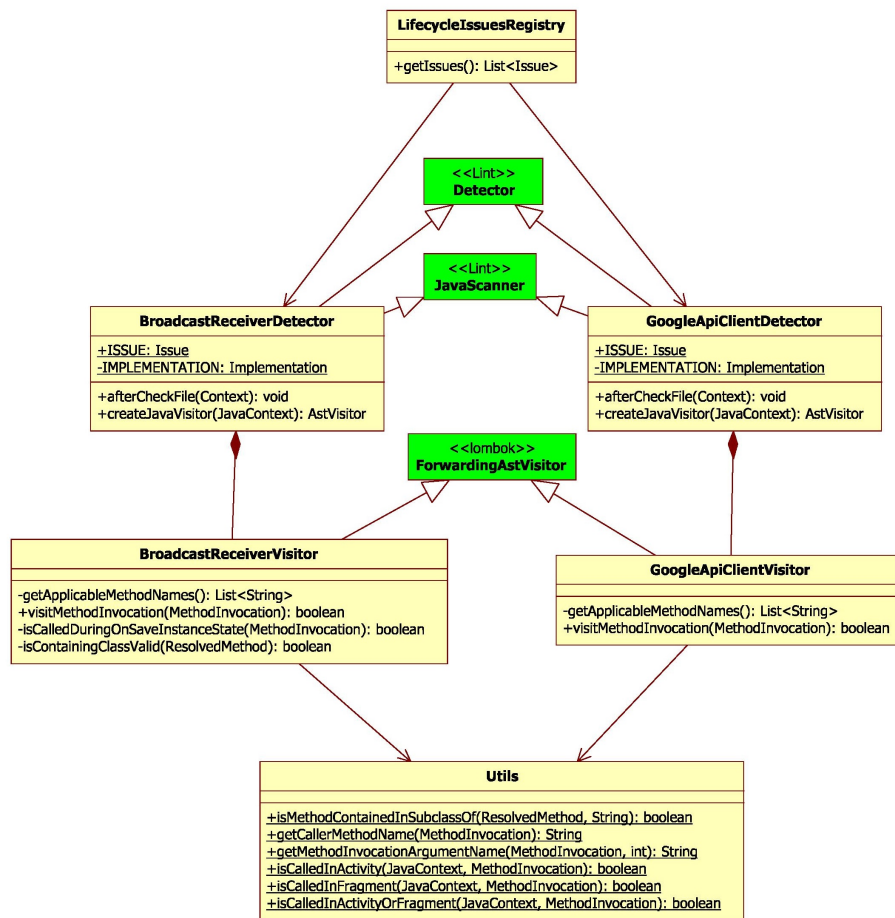 LifecycleIssuesRegistry
+getIssues(): List<Issue>
<<Lint>>
Detector
<<Lint>>
JavaScanner
BroadcastReceiverDetector
+ISSUE: Issue
-IMPLEMENTATION: Implementation
+afterCheckFile(Context): void
+createJavaVisitor(JavaContext): AstVisitor
GoogleApiClientDetector
+ISSUE: Issue
-IMPLEMENTATION: Implementation
+afterCheckFile(Context): void
+createJavaVisitor(JavaContext): AstVisitor
<<lombok>>
ForwardingAstVisitor
BroadcastReceiverVisitor
-getApplicableMethodNames(): List<String>
+visitMethodInvocation(MethodInvocation): boolean
-isCalledDuringOnSaveInstanceState(MethodInvocation): boolean
-isContainingClassValid(ResolvedMethod): boolean
GoogleApiClientVisitor
-getApplicableMethodNames(): List<String>
+visitMethodInvocation(MethodInvocation): boolean
Utils
+isMethodContainedInSubclassOf(ResolvedMethod, String): boolean
+getCallerMethodName(MethodInvocation): String
+getMethodInvocationArgumentName(MethodInvocation, int): String
+isCalledInActivity(JavaContext, MethodInvocation): boolean
+isCalledInFragment(JavaContext, MethodInvocation): boolean
+isCalledInActivityOrFragment(JavaContext, MethodInvocation): boolean